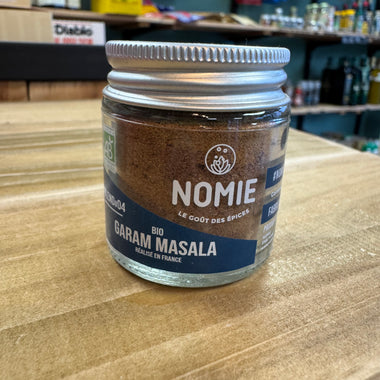 Diablo
NOMIE
LE GOÛT DES ÉPICES
BIO
GARAM MASALA
RÉALISÉ EN FRANCE